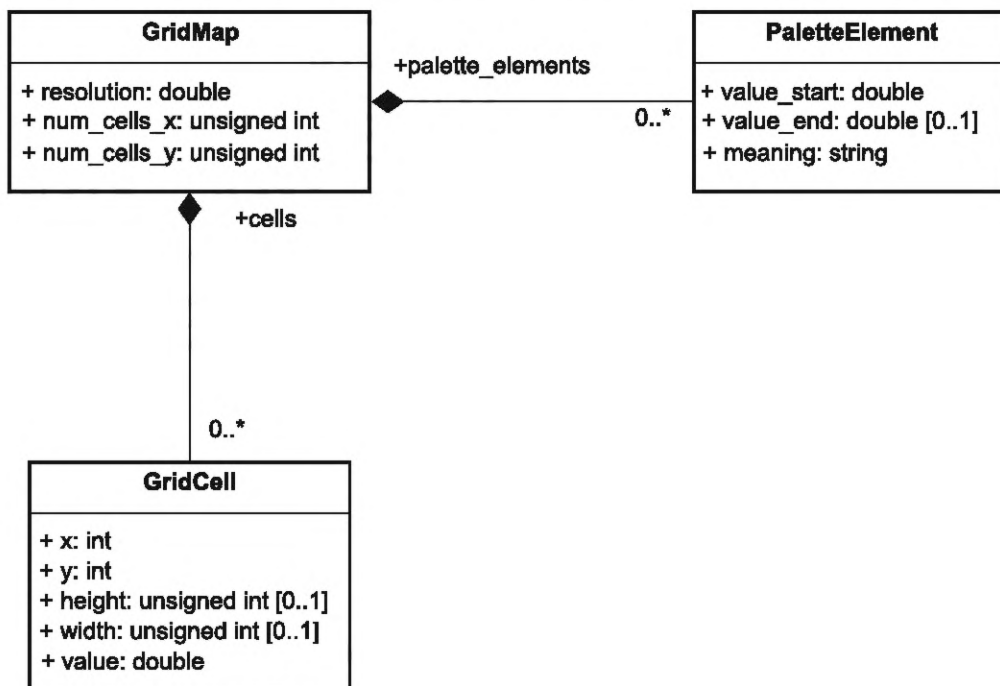 GridMap
+ resolution: double
+ num_cells_x: unsigned int
+ num_cells_y: unsigned int
+palette_elements
0..*
PaletteElement
+ value_start: double
+ value_end: double [0..1]
+ meaning: string
+cells
0..*
GridCell
+ x: int
+ y: int
+ height: unsigned int [0..1]
+ width: unsigned int [0..1]
+ value: double